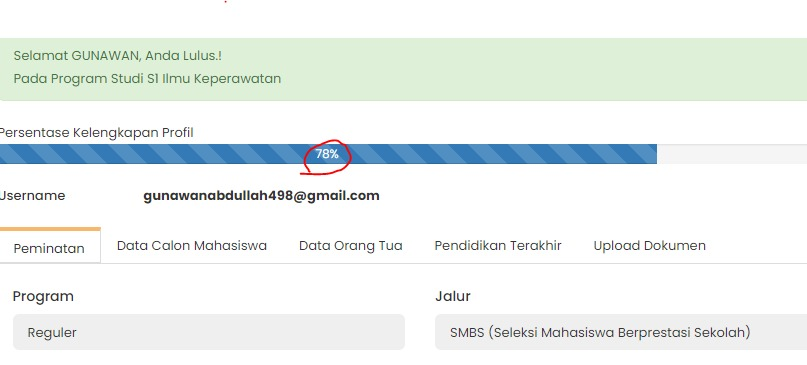 Selamat GUNAWAN, Anda Lulus.!
Pada Program Studi S1 Ilmu Keperawatan
Persentase Kelengkapan Profil
78%
Username gunawanabdullah498@gmail.com
Peminatan Data Calon Mahasiswa Data Orang Tua Pendidikan Terakhir Upload Dokumen
Program Jalur
Reguler SMBS (Seleksi Mahasiswa Berprestasi Sekolah)